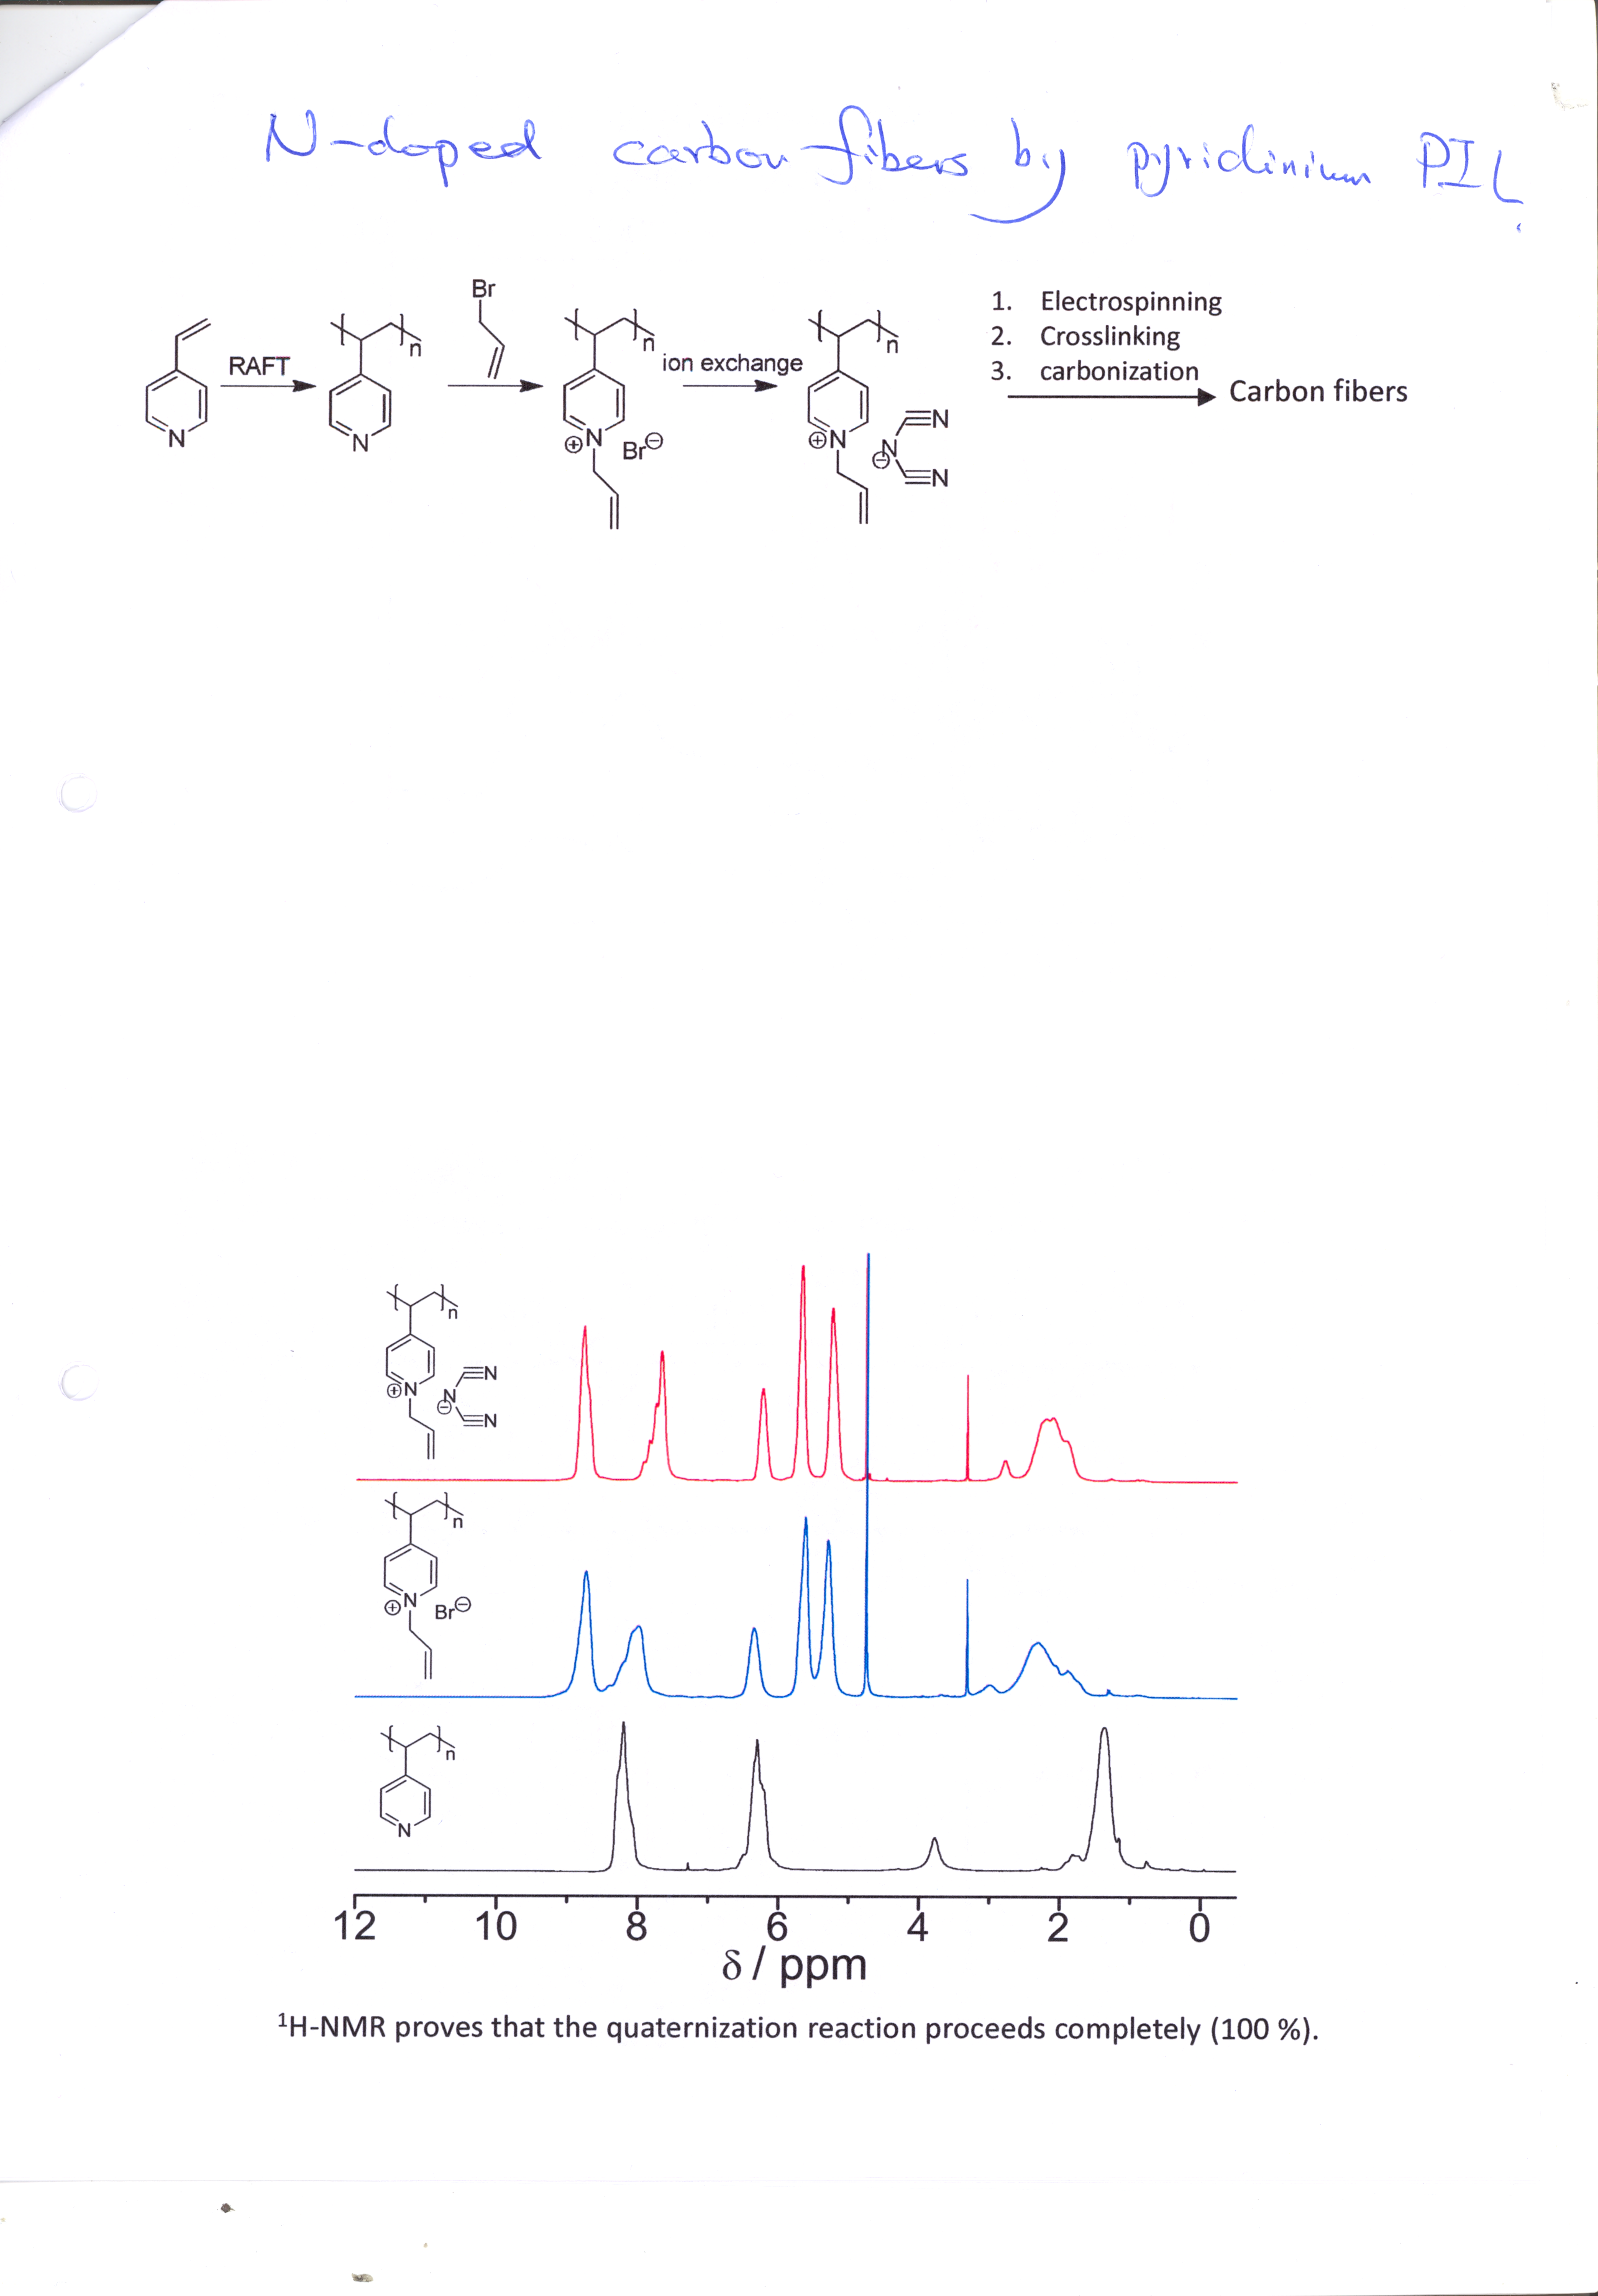 N-doped carbon fibers by pyridinium PIL
Br
RAFT
n
n
ion exchange
n
1. Electrospinning
2. Crosslinking
3. carbonization
Carbon fibers
N
N
⊕N Br⊖
⊕N
N
⊖
N
N
n
⊕N
N
⊖
N
N
n
⊕N Br⊖
n
N
12 10 8 6 4 2 0
δ / ppm
¹H-NMR proves that the quaternization reaction proceeds completely (100 %).